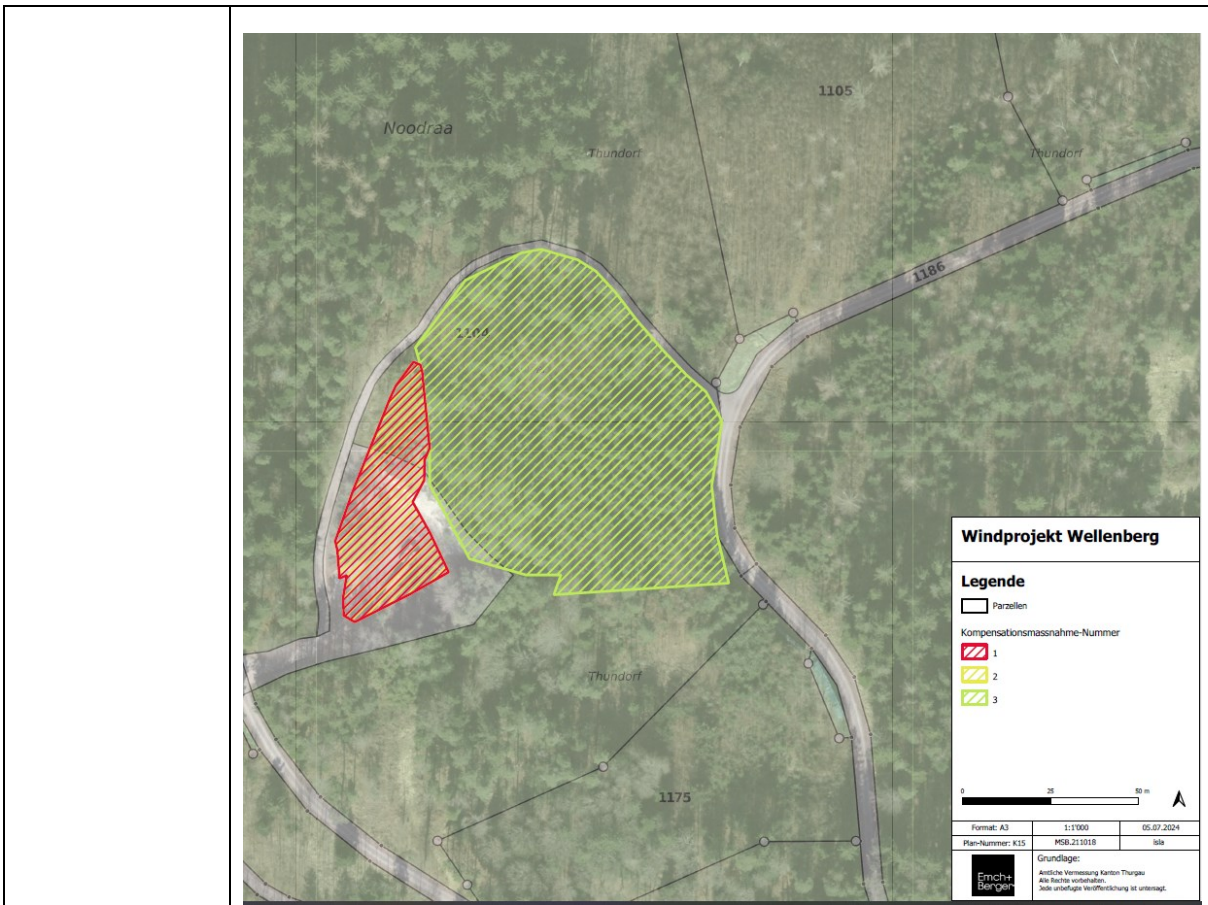 1105
Noodraa
Thundorf
Thundorf
1186
1104
Thundorf
1175
Windprojekt Wellenberg
Legende
Parzellen
Kompensationsmassnahme-Nummer
1
2
3
0 25 50 m
Format: A3 1:1'000 05.07.2024
Plan-Nummer: K15 MSB.211018 isla
Emch+
Berger
Grundlage:
Amtliche Vermessung Kanton Thurgau
Alle Rechte vorbehalten.
Jede unbefugte Veröffentlichung ist untersagt.